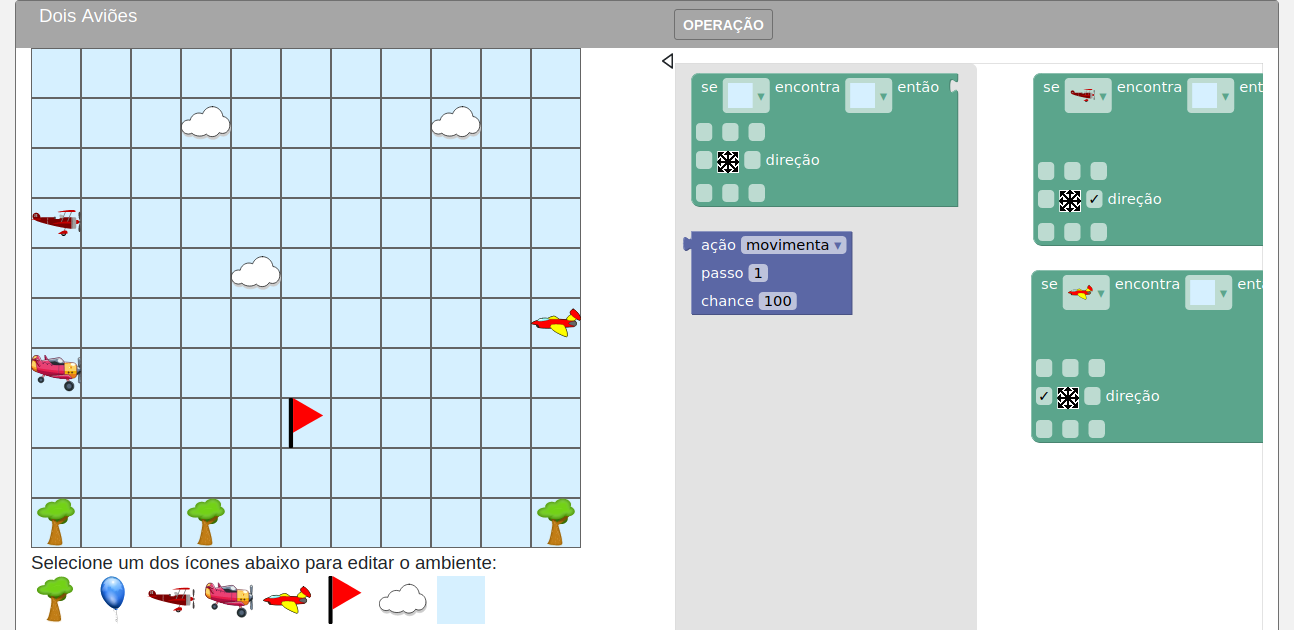 Dois Aviões
OPERAÇÃO
se encontra então
direção
ação movimenta
passo 1
chance 100
se encontra ent
direção
se encontra ent
direção
Selecione um dos ícones abaixo para editar o ambiente: